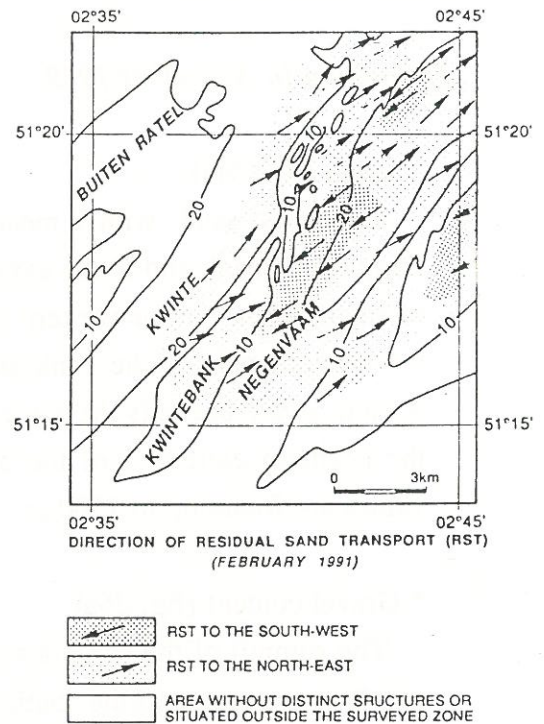 02°35' 02°45'
51°20' 51°20'
BUITEN RATEL
10
20
10
20
KWINTE
10
20
10
KWINTEBANK
NEGENVAAM
10
10
51°15' 51°15'
0 3km
02°35' 02°45'
DIRECTION OF RESIDUAL SAND TRANSPORT (RST)
(FEBRUARY 1991)
RST TO THE SOUTH-WEST
RST TO THE NORTH-EAST
AREA WITHOUT DISTINCT SRUCTURES OR
SITUATED OUTSIDE THE SURVEYED ZONE